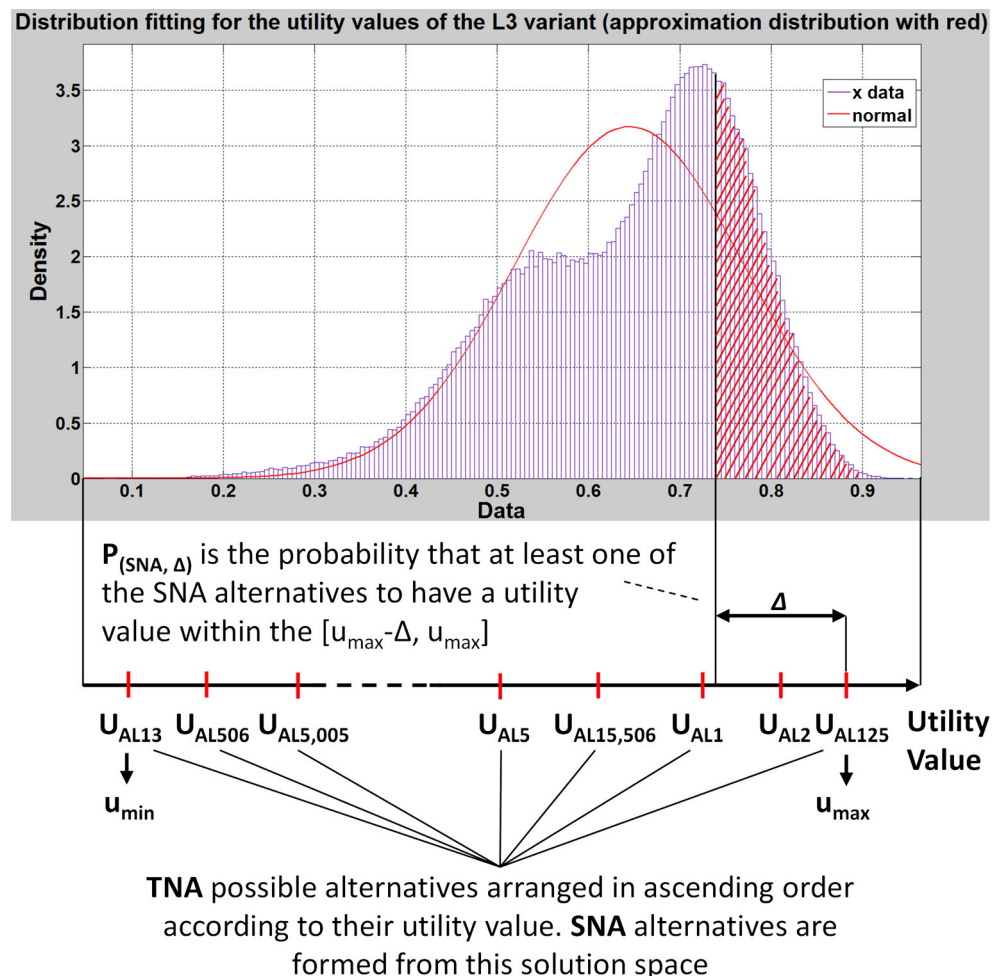 Distribution fitting for the utility values of the L3 variant (approximation distribution with red)
3.5
3
2.5
2
1.5
1
0.5
0
Density
x data
normal
0.1 0.2 0.3 0.4 0.5 0.6 0.7 0.8 0.9
Data
P(SNA, Δ) is the probability that at least one of
the SNA alternatives to have a utility
value within the [umax-Δ, umax]
Δ
UAL13 UAL506 UAL5,005 UAL5 UAL15,506 UAL1 UAL2 UAL125 Utility
Value
umin umax
TNA possible alternatives arranged in ascending order
according to their utility value. SNA alternatives are
formed from this solution space